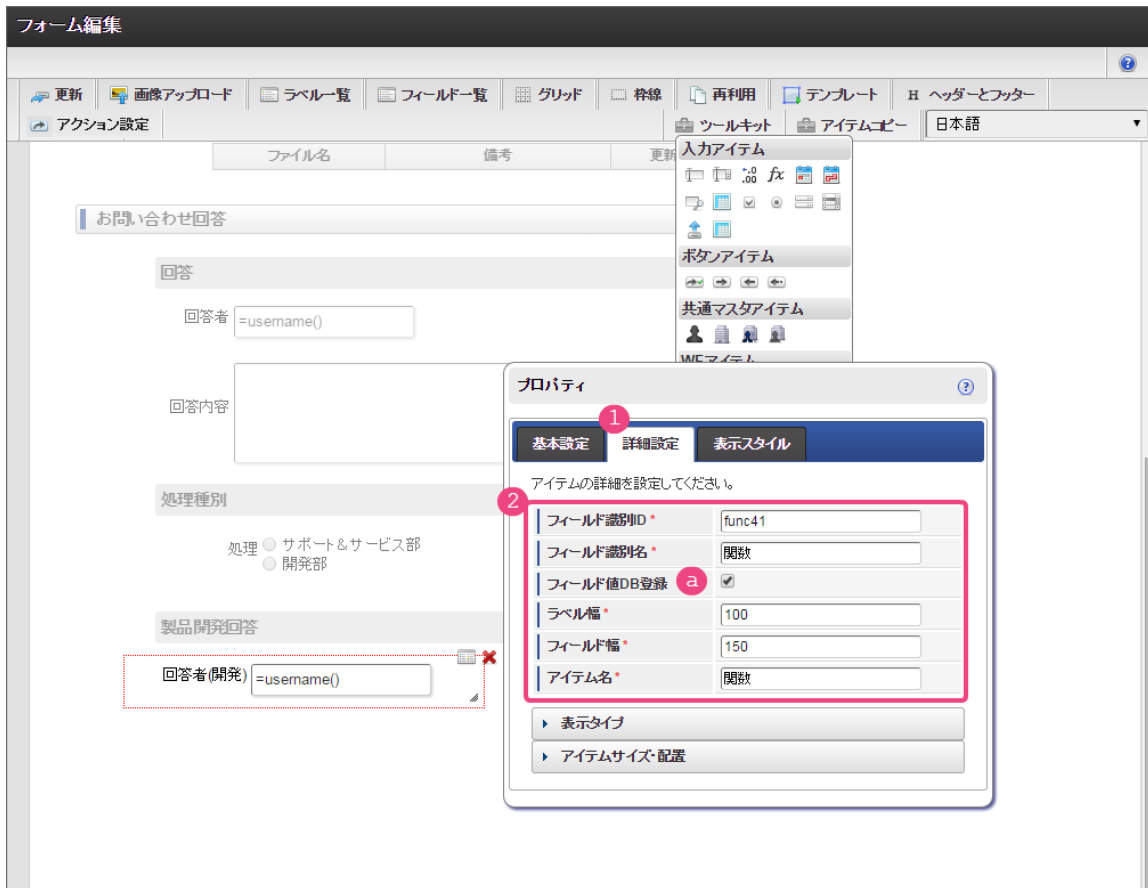 フォーム編集
更新 画像アップロード ラベル一覧 フィールド一覧 グリッド 枠線 再利用 テンプレート H ヘッダーとフッター
アクション設定 ツールキット アイテムコピー 日本語
ファイル名 備考 更新
入力アイテム
お問い合わせ回答
ボタンアイテム
回答
共通マスタアイテム
回答者 =username()
WFアイテム
プロパティ
回答内容
1
基本設定 詳細設定 表示スタイル
アイテムの詳細を設定してください。
処理種別
2
フィールド識別ID* func41
処理 サポート&サービス部
開発部
フィールド識別名* 関数
フィールド値DB登録 a
ラベル幅* 100
製品開発回答
フィールド幅* 150
回答者(開発) =username()
アイテム名* 関数
表示タイプ
アイテムサイズ・配置